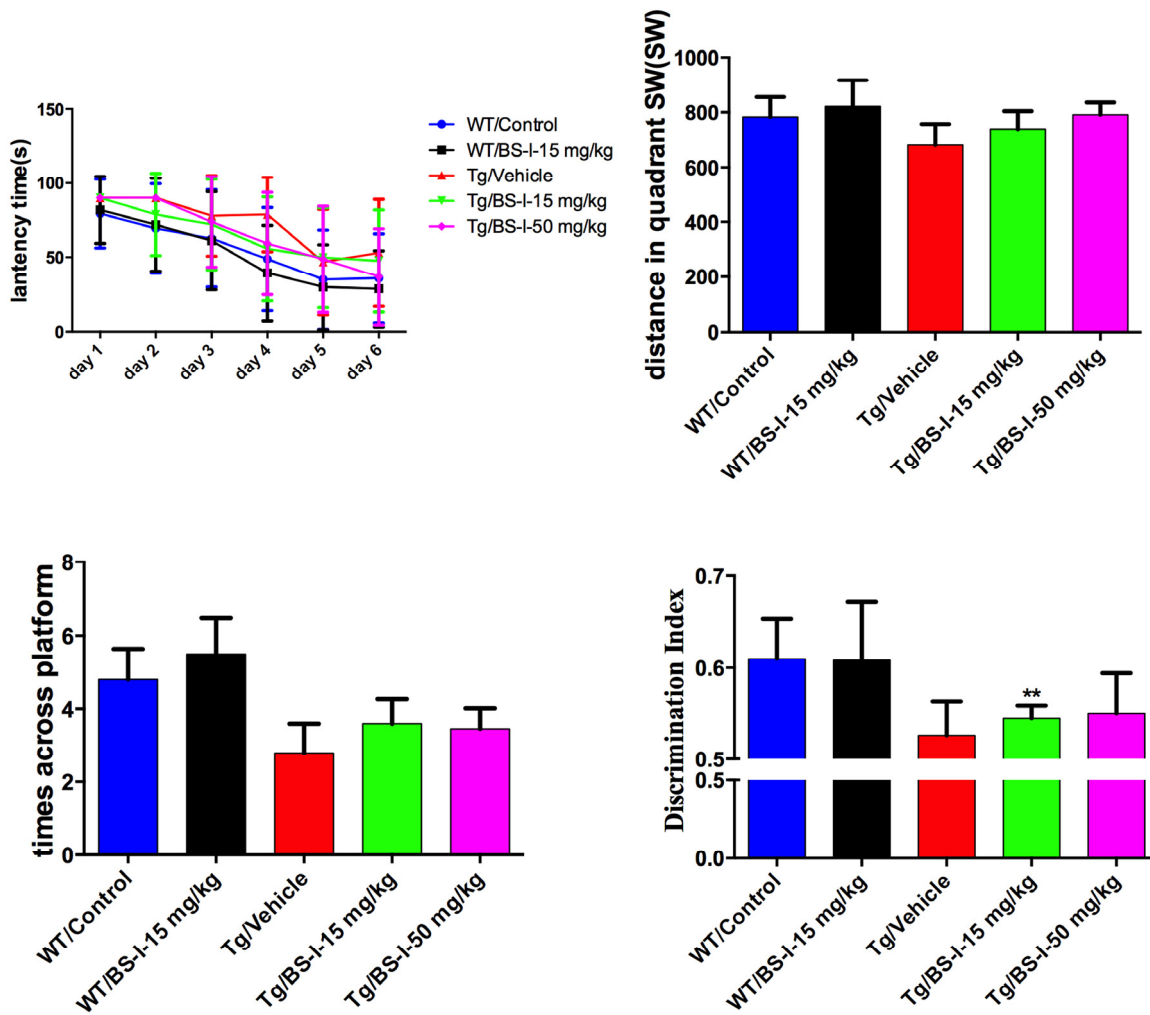 lantency time(s)
150
100
50
0
day 1
day 2
day 3
day 4
day 5
day 6
WT/Control
WT/BS-I-15 mg/kg
Tg/Vehicle
Tg/BS-I-15 mg/kg
Tg/BS-I-50 mg/kg
distance in quadrant SW(SW)
1000
800
600
400
200
0
WT/Control
WT/BS-I-15 mg/kg
Tg/Vehicle
Tg/BS-I-15 mg/kg
Tg/BS-I-50 mg/kg
times across platform
8
6
4
2
0
WT/Control
WT/BS-I-15 mg/kg
Tg/Vehicle
Tg/BS-I-15 mg/kg
Tg/BS-I-50 mg/kg
Discrimination Index
0.7
0.6
0.5
0.5
0.0
**
WT/Control
WT/BS-I-15 mg/kg
Tg/Vehicle
Tg/BS-I-15 mg/kg
Tg/BS-I-50 mg/kg